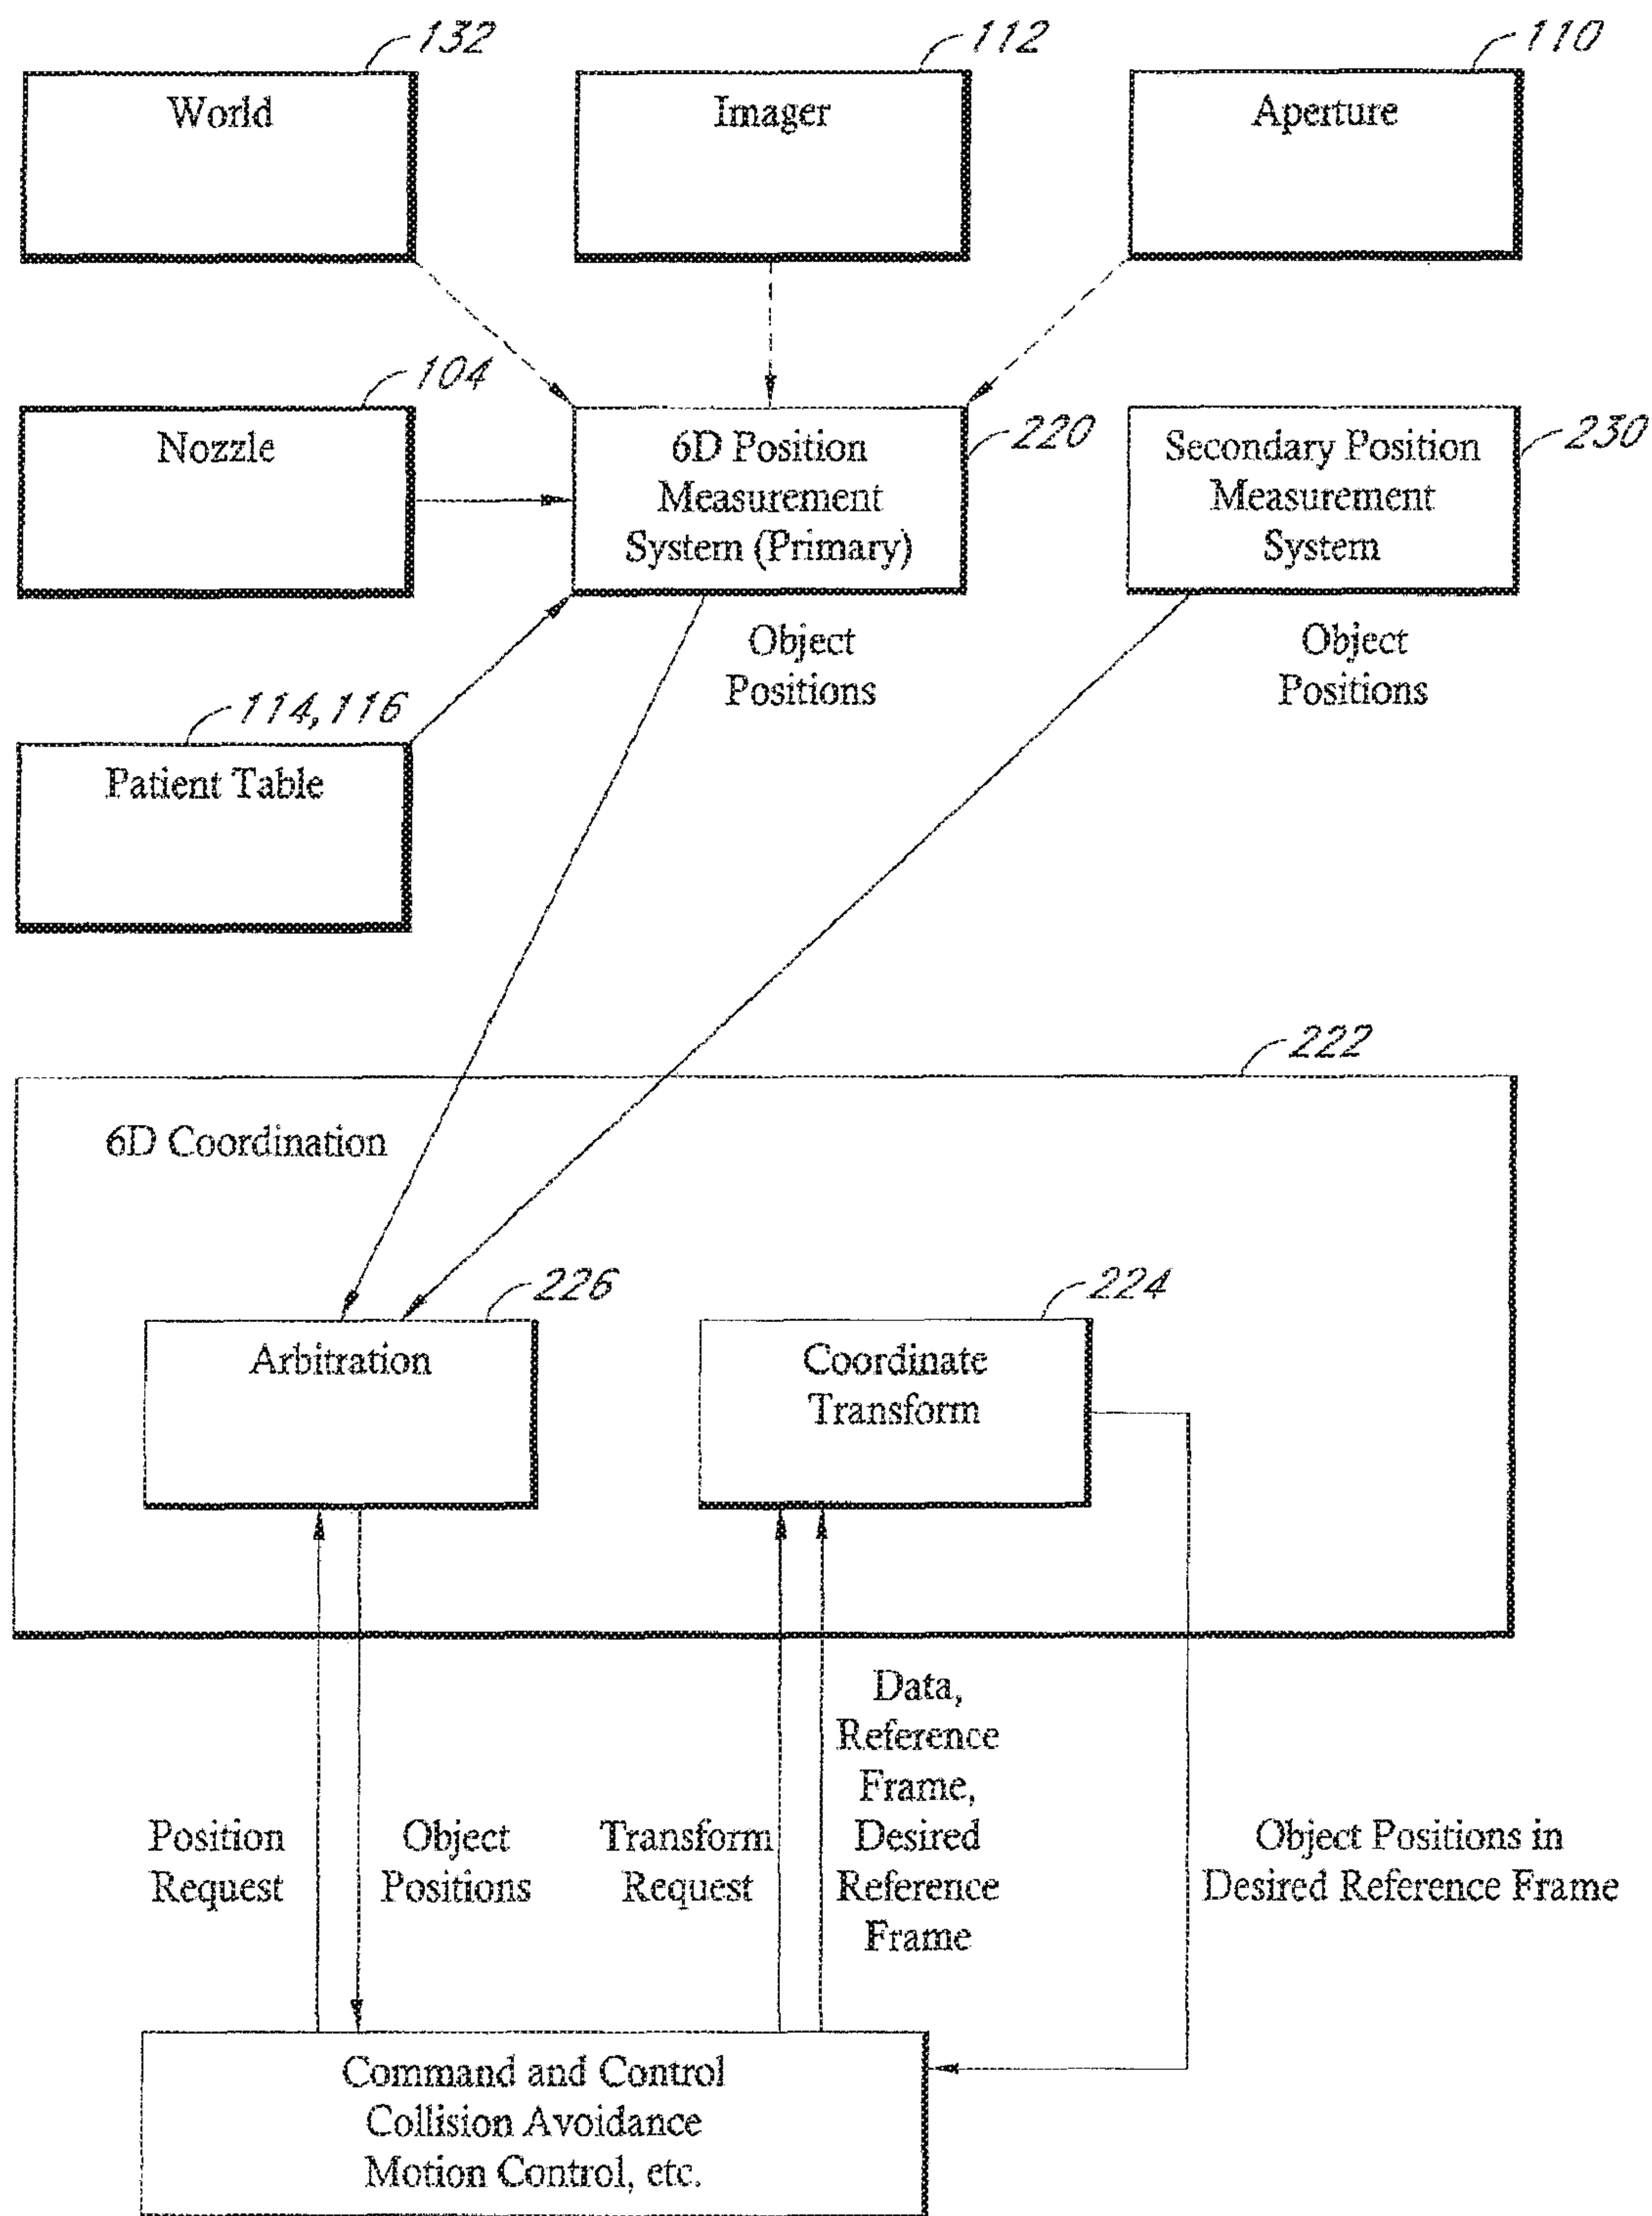 132
World
112
Imager
110
Aperture
104
Nozzle
220
6D Position
Measurement
System (Primary)
230
Secondary Position
Measurement
System
Object
Positions
Object
Positions
114, 116
Patient Table
222
6D Coordination
226
Arbitration
224
Coordinate
Transform
Position
Request
Object
Positions
Transform
Request
Data,
Reference
Frame,
Desired
Reference
Frame
Object Positions in
Desired Reference Frame
Command and Control
Collision Avoidance
Motion Control, etc.